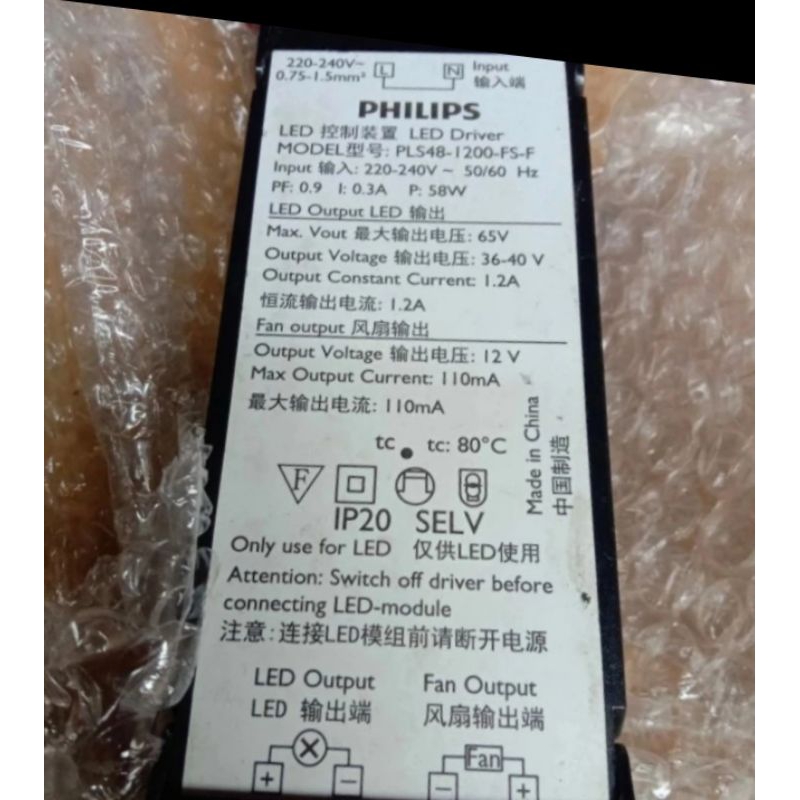 220-240V~ L N Input
0.75-1.5mm² 输入端
PHILIPS
LED 控制装置 LED Driver
MODEL型号: PLS48-1200-FS-F
Input 输入: 220-240V ~ 50/60 Hz
PF: 0.9 I: 0.3A P: 58W
LED Output LED 输出
Max. Vout 最大输出电压: 65V
Output Voltage 输出电压: 36-40 V
Output Constant Current: 1.2A
恒流输出电流: 1.2A
Fan output 风扇输出
Output Voltage 输出电压: 12 V
Max Output Current: 110mA
最大输出电流: 110mA
tc tc: 80°C
Made in China
中国制造
F
IP20 SELV
Only use for LED 仅供LED使用
Attention: Switch off driver before
connecting LED-module
注意:连接LED模组前请断开电源
LED Output Fan Output
LED 输出端 风扇输出端
Fan
+ − − +